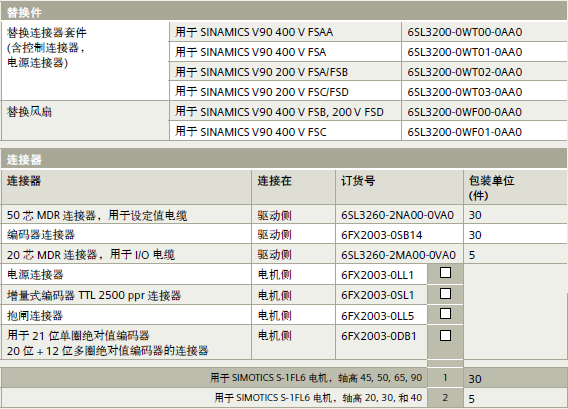 替换件
替换连接器套件
(含控制连接器，
电源连接器)
用于 SINAMICS V90 400 V FSAA 6SL3200-0WT00-0AA0
用于 SINAMICS V90 400 V FSA 6SL3200-0WT01-0AA0
用于 SINAMICS V90 200 V FSA/FSB 6SL3200-0WT02-0AA0
用于 SINAMICS V90 200 V FSC/FSD 6SL3200-0WT03-0AA0
替换风扇 用于 SINAMICS V90 400 V FSB, 200 V FSD 6SL3200-0WF00-0AA0
用于 SINAMICS V90 400 V FSC 6SL3200-0WF01-0AA0
连接器
连接器 连接在 订货号 包装单位
(件)
50 芯 MDR 连接器，用于设定值电缆 驱动侧 6SL3260-2NA00-0VA0 30
编码器连接器 驱动侧 6FX2003-0SB14 30
20 芯 MDR 连接器，用于 I/O 电缆 驱动侧 6SL3260-2MA00-0VA0 5
电源连接器 电机侧 6FX2003-0LL1
增量式编码器 TTL 2500 ppr 连接器 电机侧 6FX2003-0SL1
抱闸连接器 电机侧 6FX2003-0LL5
用于 21 位单圈绝对值编码器 电机侧 6FX2003-0DB1
20 位 + 12 位多圈绝对值编码器的连接器
用于 SIMOTICS S-1FL6 电机，轴高 45, 50, 65, 90 1 30
用于 SIMOTICS S-1FL6 电机，轴高 20, 30, 和 40 2 5